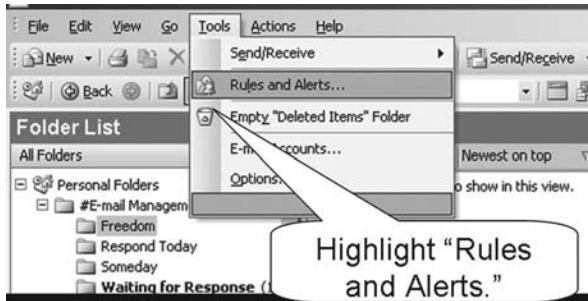 File Edit View Go Tools Actions Help
New Send/Receive Send/Receive
Back Rules and Alerts...
Empty "Deleted Items" Folder
Folder List
All Folders E-mail Accounts... Newest on top
Personal Folders Options... o show in this view.
#E-mail Managem
Freedom
Respond Today
Someday
Waiting for Response (
Highlight “Rules
and Alerts.”